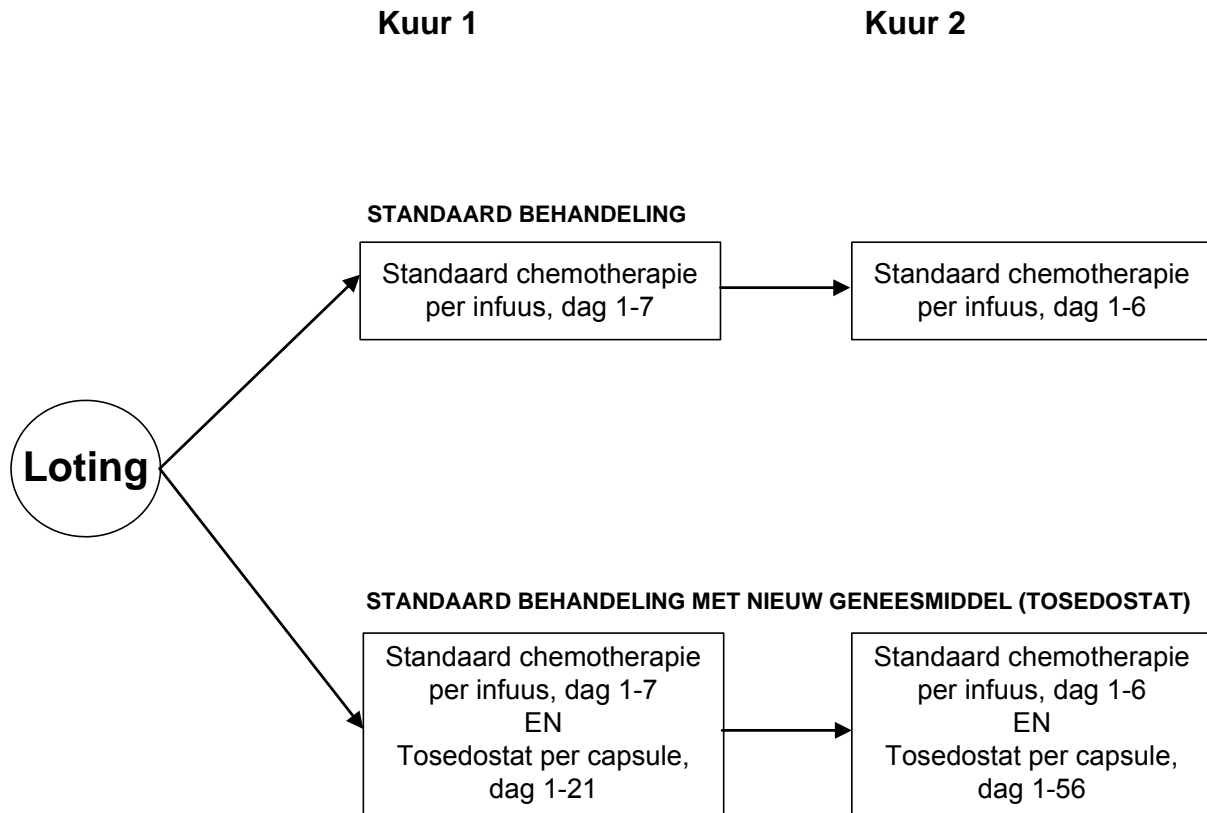 Kuur 1
Kuur 2
STANDAARD BEHANDELING
Standaard chemotherapie
per infuus, dag 1-7
Standaard chemotherapie
per infuus, dag 1-6
Loting
STANDAARD BEHANDELING MET NIEUW GENEESMIDDEL (TOSEDOSTAT)
Standaard chemotherapie
per infuus, dag 1-7
EN
Tosedostat per capsule,
dag 1-21
Standaard chemotherapie
per infuus, dag 1-6
EN
Tosedostat per capsule,
dag 1-56